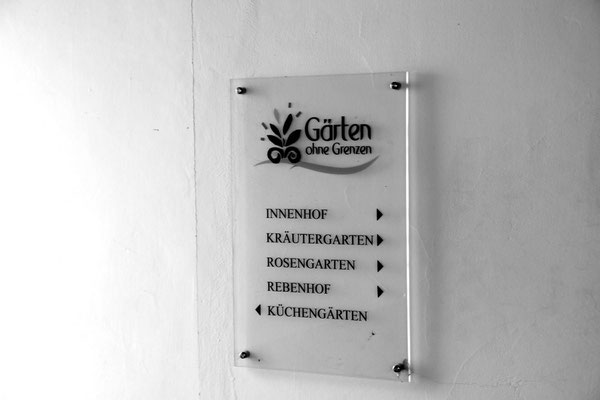 Gärten
ohne Grenzen
INNENHOF
KRÄUTERGARTEN
ROSENGARTEN
REBENHOF
KÜCHENGÄRTEN